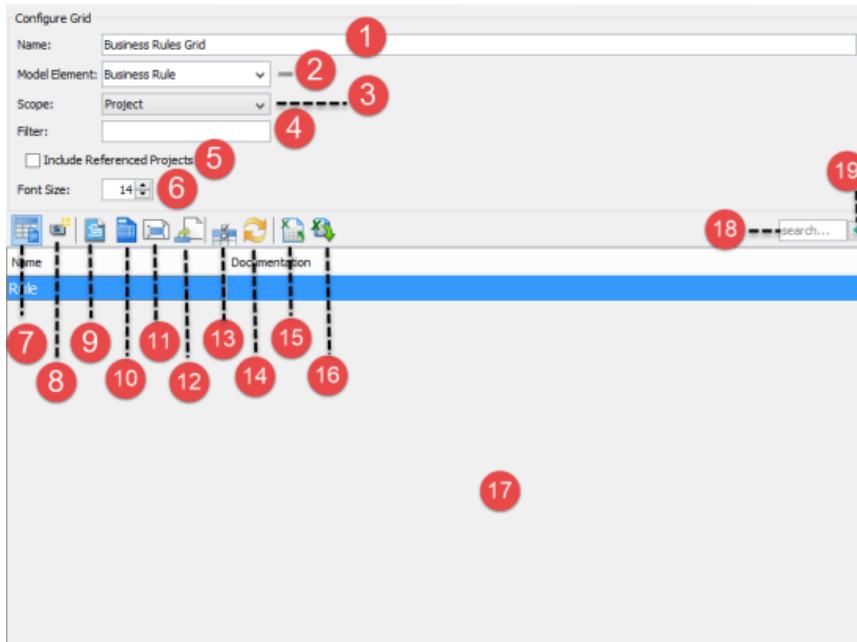 Configure Grid
Name: Business Rules Grid 1
Model Element: Business Rule 2
Scope: Project 3
Filter: 4
Include Referenced Projects 5
Font Size: 14 6
19
18 search...
Name Documentation
Rule
7 9 11 13 15
8 10 12 14 16
17